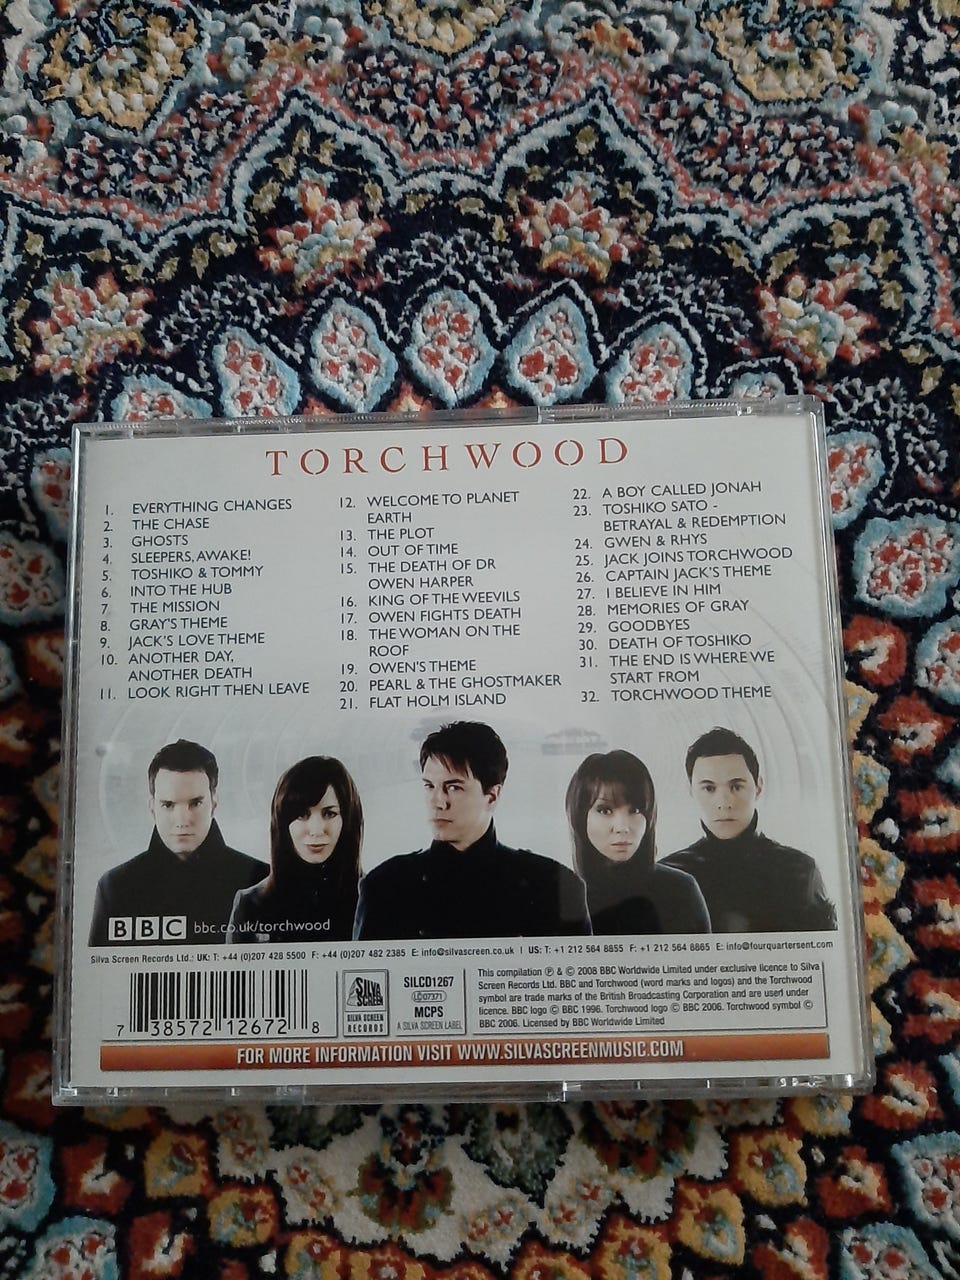 TORCHWOOD
1. EVERYTHING CHANGES
2. THE CHASE
3. GHOSTS
4. SLEEPERS, AWAKE!
5. TOSHIKO & TOMMY
6. INTO THE HUB
7. THE MISSION
8. GRAY'S THEME
9. JACK'S LOVE THEME
10. ANOTHER DAY,
ANOTHER DEATH
11. LOOK RIGHT THEN LEAVE
12. WELCOME TO PLANET
EARTH
13. THE PLOT
14. OUT OF TIME
15. THE DEATH OF DR
OWEN HARPER
16. KING OF THE WEEVILS
17. OWEN FIGHTS DEATH
18. THE WOMAN ON THE
ROOF
19. OWEN'S THEME
20. PEARL & THE GHOSTMAKER
21. FLAT HOLM ISLAND
22. A BOY CALLED JONAH
23. TOSHIKO SATO -
BETRAYAL & REDEMPTION
24. GWEN & RHYS
25. JACK JOINS TORCHWOOD
26. CAPTAIN JACK'S THEME
27. I BELIEVE IN HIM
28. MEMORIES OF GRAY
29. GOODBYES
30. DEATH OF TOSHIKO
31. THE END IS WHERE WE
START FROM
32. TORCHWOOD THEME
BBC bbc.co.uk/torchwood
Silva Screen Records Ltd.: UK: T: +44 (0)207 428 5500 F: +44 (0)207 482 2385 E: info@silvascreen.co.uk | US: T: +1 212 564 8855 F: +1 212 564 8865 E: info@fourquartersent.com
7 38572 12672 8
SILVA
SCREEN
SILVA SCREEN
RECORDS
SILCD1267
LC 07371
MCPS
A SILVA SCREEN LABEL
This compilation ℗ & © 2008 BBC Worldwide Limited under exclusive licence to Silva
Screen Records Ltd. BBC and Torchwood (word marks and logos) and the Torchwood
symbol are trade marks of the British Broadcasting Corporation and are used under
licence. BBC logo © BBC 1996. Torchwood logo © BBC 2006. Torchwood symbol ©
BBC 2006. Licensed by BBC Worldwide Limited
FOR MORE INFORMATION VISIT WWW.SILVASCREENMUSIC.COM